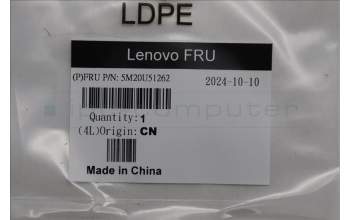 LDPE
Lenovo FRU
(P)FRU P/N: 5M20U51262
2024-10-10
Quantity: 1
(4L)Origin: CN
Made in China